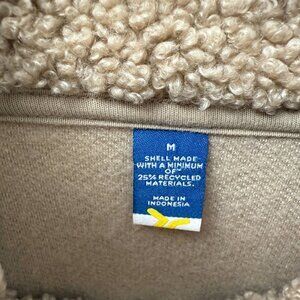 M
SHELL MADE
WITH A MINIMUM
OF
25% RECYCLED
MATERIALS.
MADE IN
INDONESIA